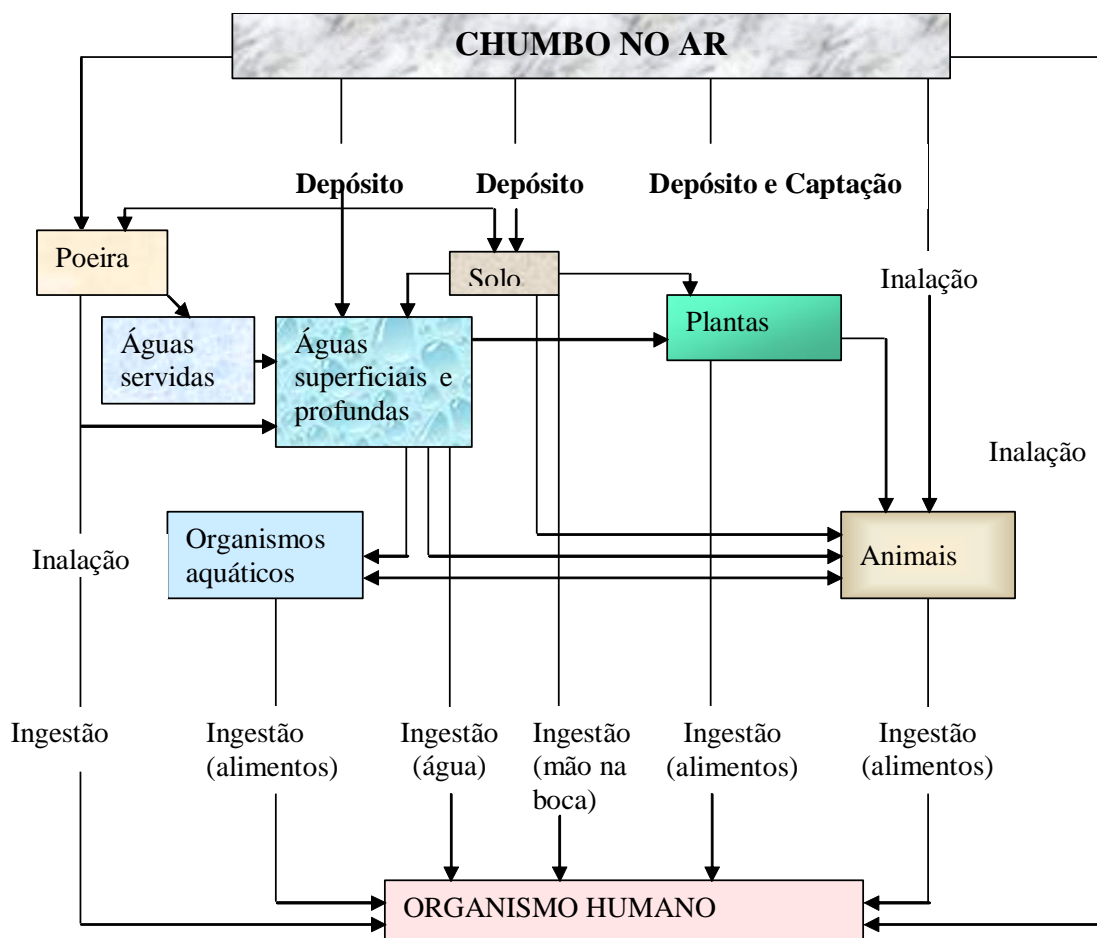 CHUMBO NO AR
Depósito
Depósito
Depósito e Captação
Poeira
Solo
Inalação
Plantas
Águas
servidas
Águas
superficiais e
profundas
Inalação
Organismos
aquáticos
Inalação
Animais
Ingestão
Ingestão
(alimentos)
Ingestão
(água)
Ingestão
(mão na
boca)
Ingestão
(alimentos)
Ingestão
(alimentos)
ORGANISMO HUMANO